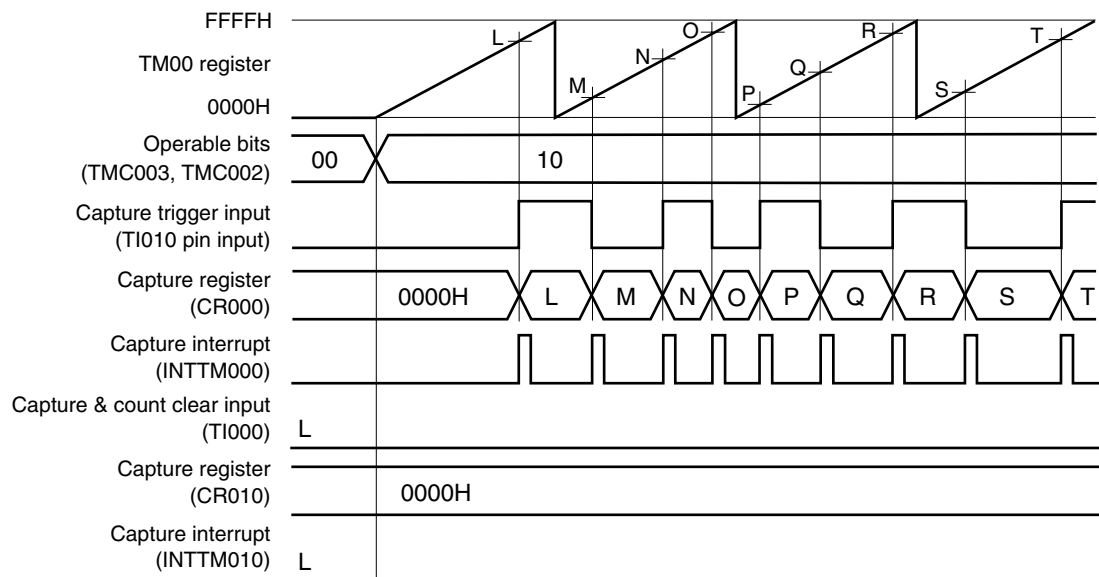 FFFFH
TM00 register
0000H
L
M
N
O
P
Q
R
S
T
Operable bits
(TMC003, TMC002)
00
10
Capture trigger input
(TI010 pin input)
Capture register
(CR000)
0000H
L
M
N
O
P
Q
R
S
T
Capture interrupt
(INTTM000)
Capture & count clear input
(TI000)
L
Capture register
(CR010)
0000H
Capture interrupt
(INTTM010)
L